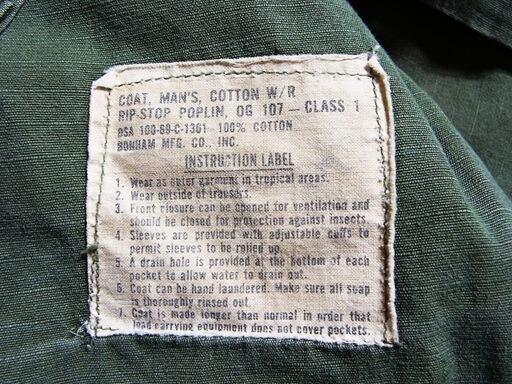 COAT, MAN'S, COTTON W/R
RIP-STOP POPLIN, OG 107 — CLASS 1
DSA 100-69-C-1361 100% COTTON
BONHAM MFG. CO., INC.
INSTRUCTION LABEL
1. Wear as outer garment in tropical areas.
2. Wear outside of trousers.
3. Front closure can be opened for ventilation and
should be closed for protection against insects.
4. Sleeves are provided with adjustable cuffs to
permit sleeves to be rolled up.
5. A drain hole is provided at the bottom of each
pocket to allow water to drain out.
6. Coat can be hand laundered. Make sure all soap
is thoroughly rinsed out.
7. Coat is made longer than normal in order that
load carrying equipment does not cover pockets.